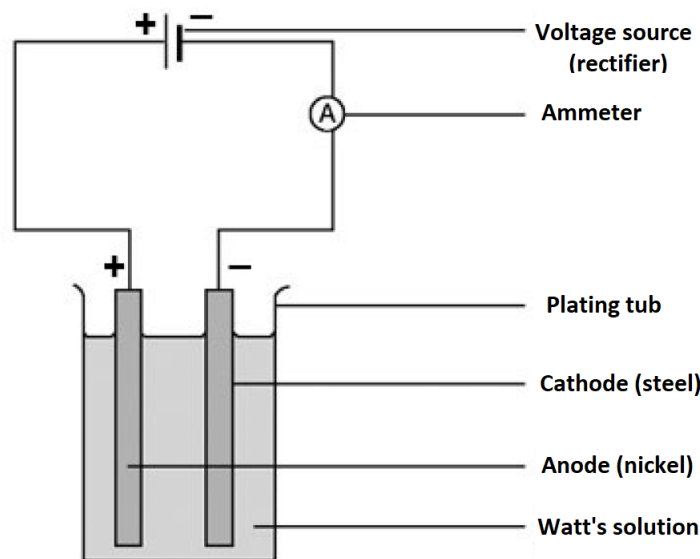 + −
Voltage source
(rectifier)
A
Ammeter
+ −
Plating tub
Cathode (steel)
Anode (nickel)
Watt's solution